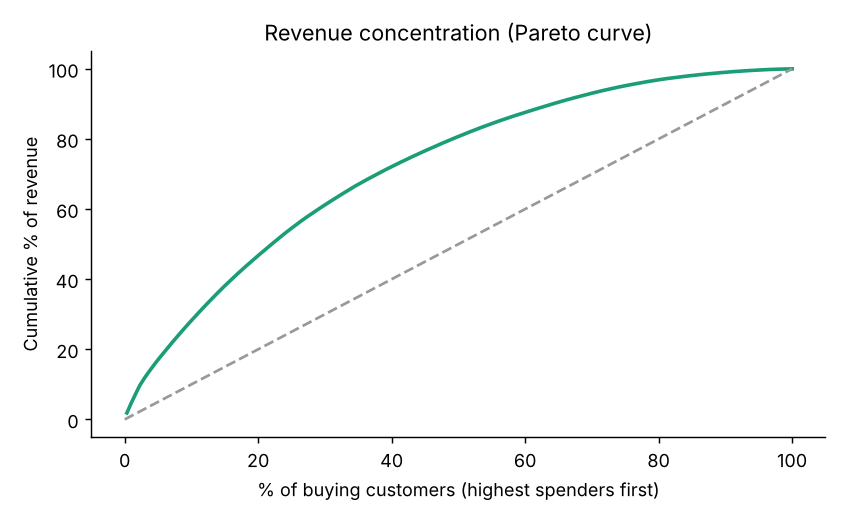 Revenue concentration (Pareto curve)
Cumulative % of revenue
100
80
60
40
20
0
0 20 40 60 80 100
% of buying customers (highest spenders first)